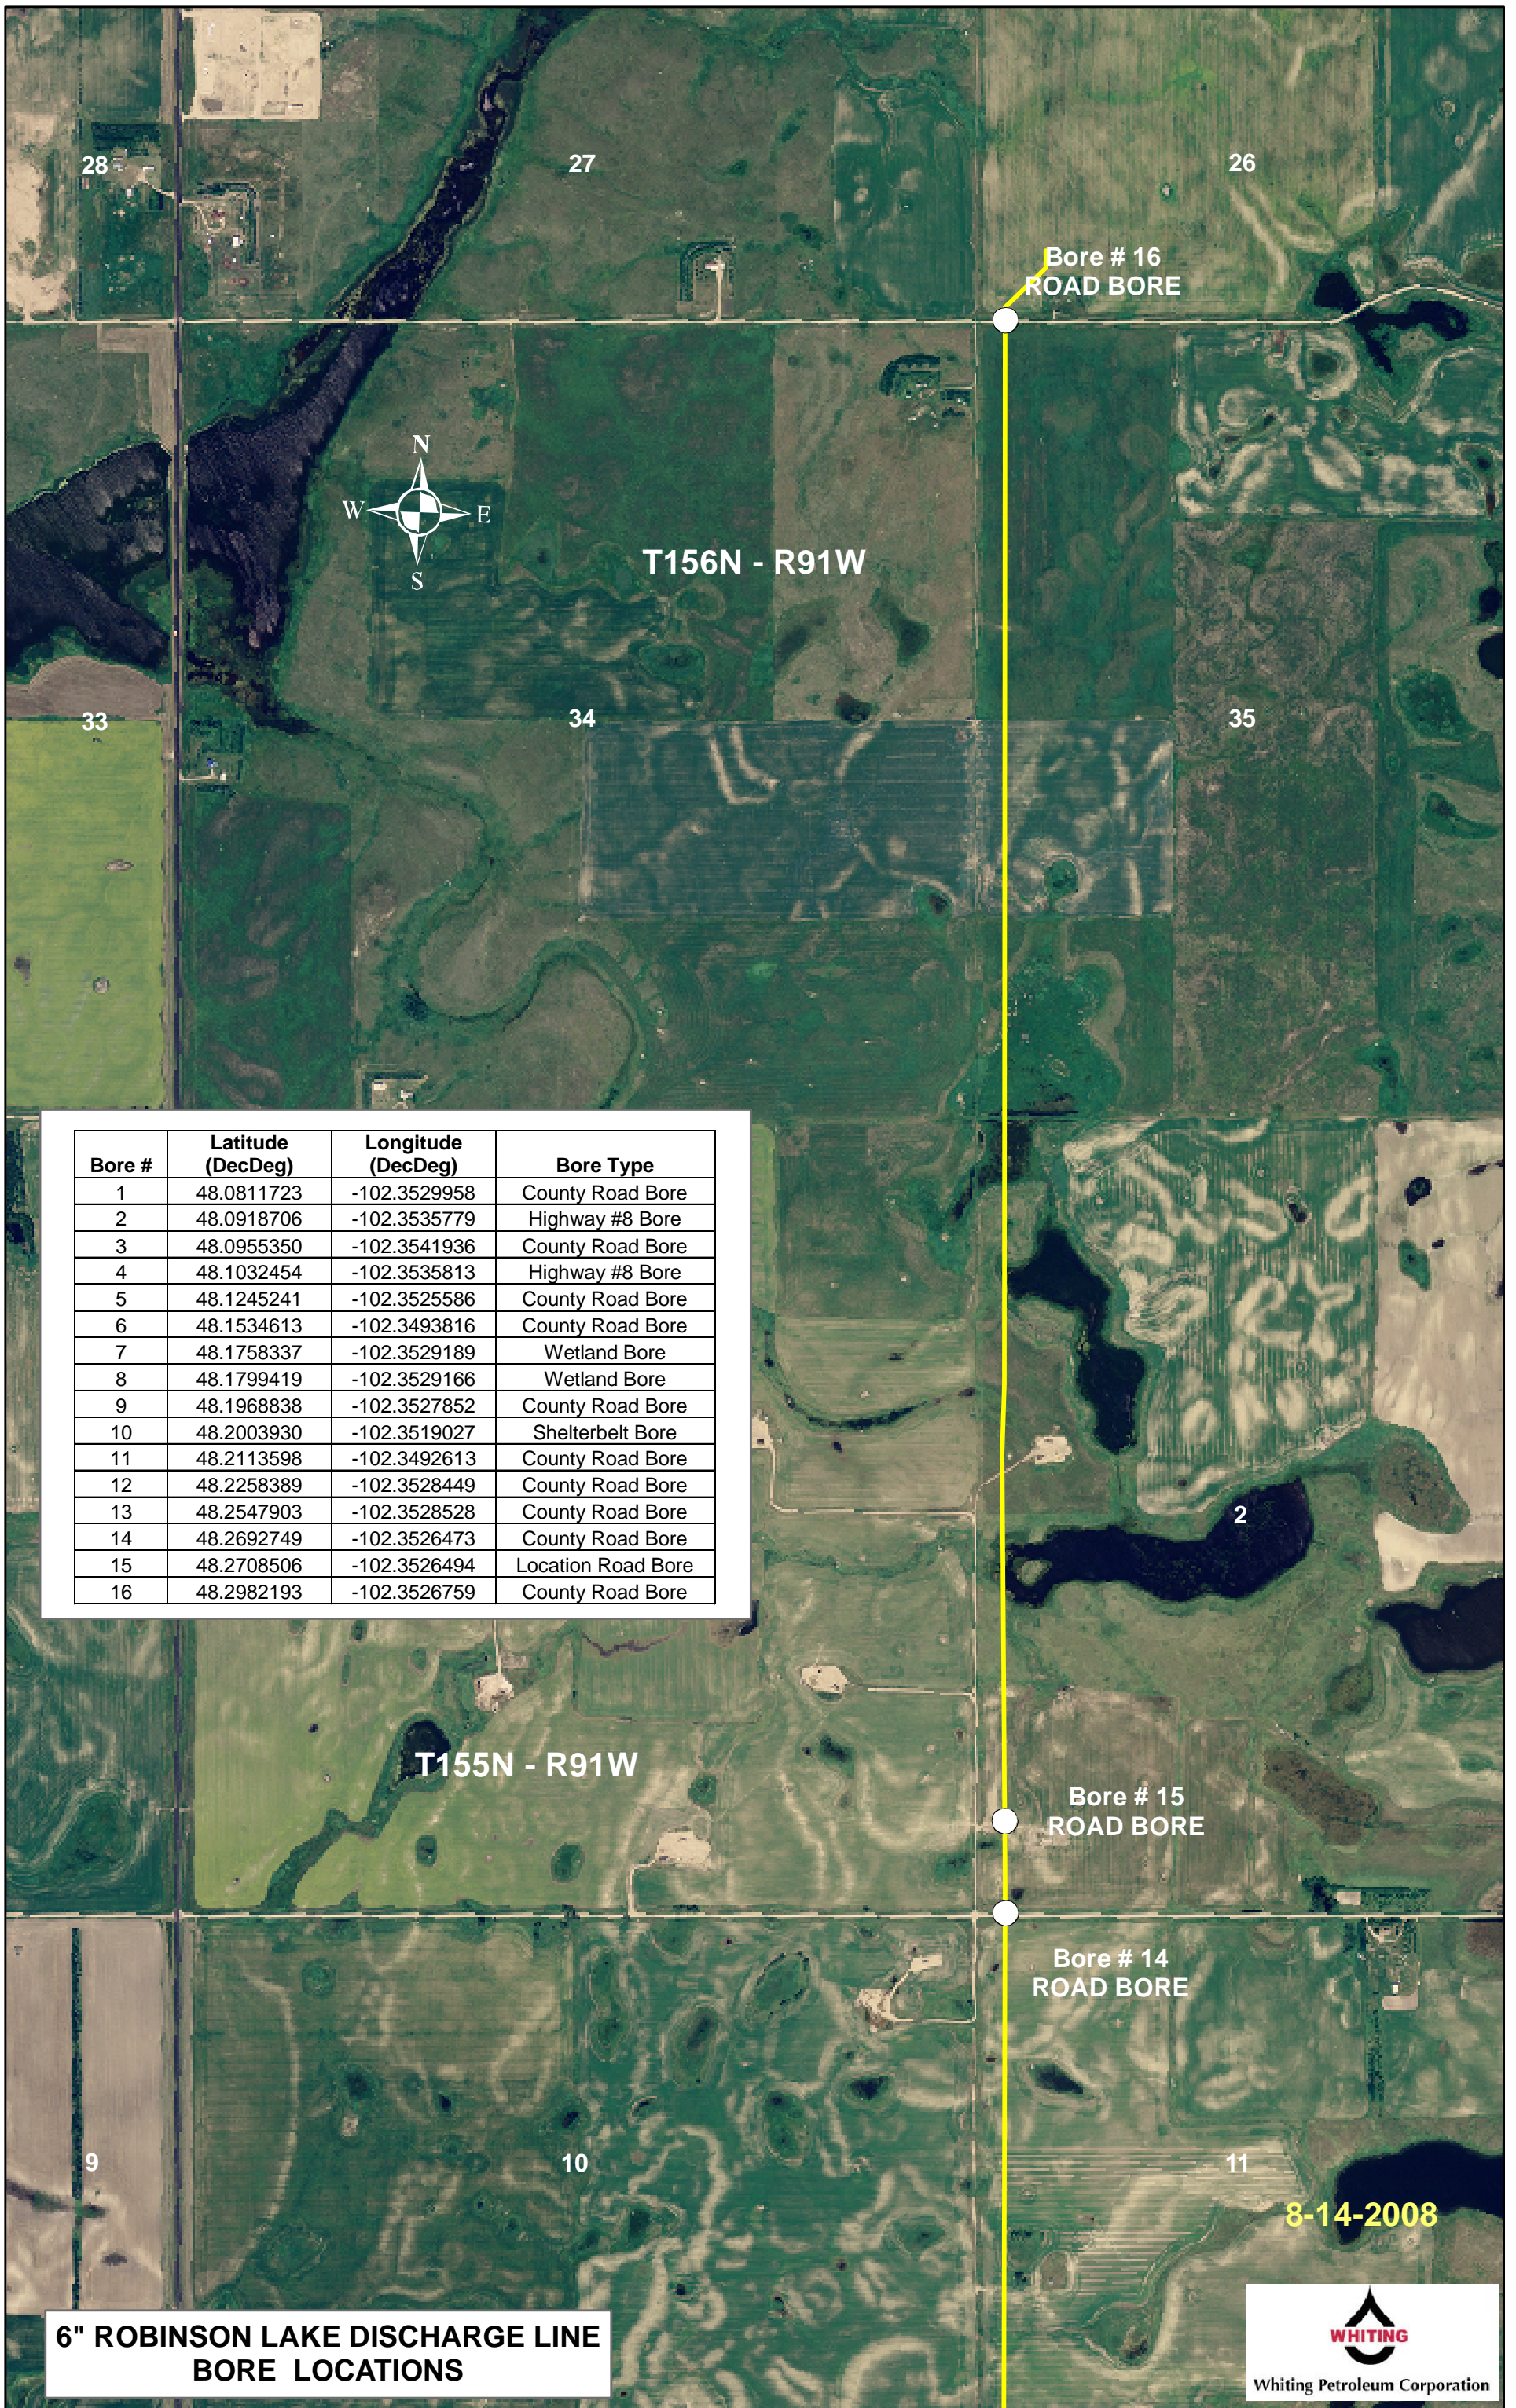 28
27
26
Bore # 16
ROAD BORE
N
W E
S
T156N - R91W
33
34
35
Bore # Latitude (DecDeg) Longitude (DecDeg) Bore Type
1 48.0811723 -102.3529958 County Road Bore
2 48.0918706 -102.3535779 Highway #8 Bore
3 48.0955350 -102.3541936 County Road Bore
4 48.1032454 -102.3535813 Highway #8 Bore
5 48.1245241 -102.3525586 County Road Bore
6 48.1534613 -102.3493816 County Road Bore
7 48.1758337 -102.3529189 Wetland Bore
8 48.1799419 -102.3529166 Wetland Bore
9 48.1968838 -102.3527852 County Road Bore
10 48.2003930 -102.3519027 Shelterbelt Bore
11 48.2113598 -102.3492613 County Road Bore
12 48.2258389 -102.3528449 County Road Bore
13 48.2547903 -102.3528528 County Road Bore
14 48.2692749 -102.3526473 County Road Bore
15 48.2708506 -102.3526494 Location Road Bore
16 48.2982193 -102.3526759 County Road Bore
2
T155N - R91W
Bore # 15
ROAD BORE
Bore # 14
ROAD BORE
9
10
11
8-14-2008
6" ROBINSON LAKE DISCHARGE LINE
BORE LOCATIONS
WHITING
Whiting Petroleum Corporation